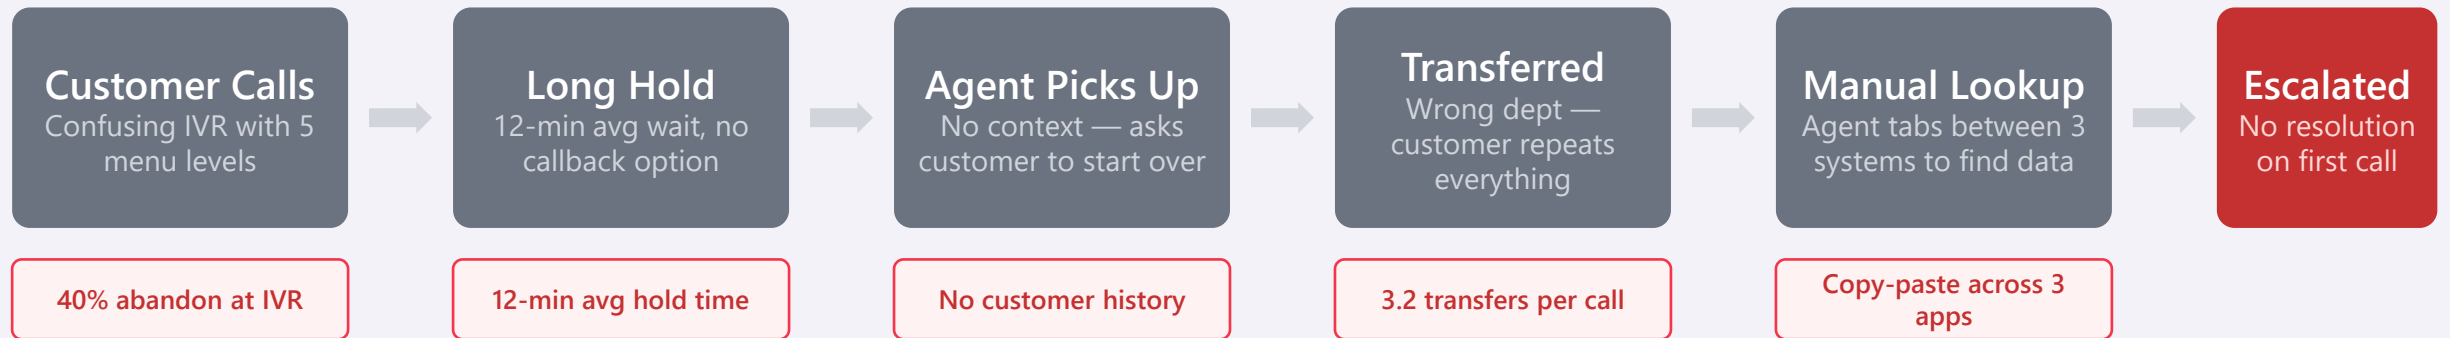 Customer Calls
Confusing IVR with 5
menu levels
Long Hold
12-min avg wait, no
callback option
Agent Picks Up
No context — asks
customer to start over
Transferred
Wrong dept —
customer repeats
everything
Manual Lookup
Agent tabs between 3
systems to find data
Escalated
No resolution
on first call
40% abandon at IVR
12-min avg hold time
No customer history
3.2 transfers per call
Copy-paste across 3
apps